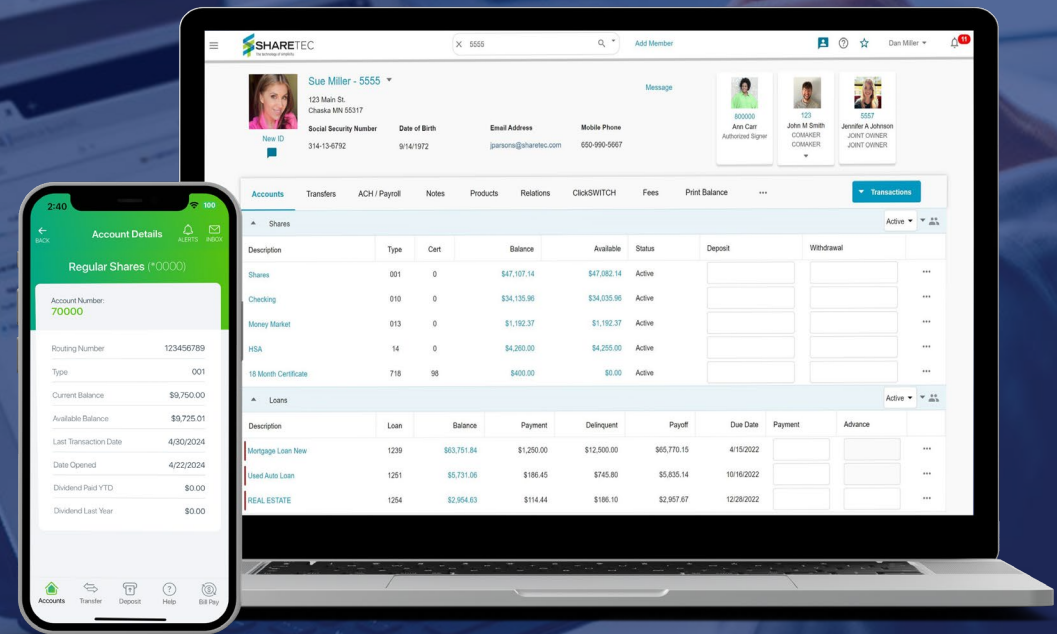 SHARETEC
The technology of simplicity
5555
Add Member
Dan Miller
11
Sue Miller - 5555
123 Main St.
Chaska MN 55317
Message
Social Security Number Date of Birth Email Address Mobile Phone
314-13-6792 9/14/1972 jparsons@sharetec.com 650-990-5667
New ID
800000
Ann Carr
Authorized Signer
123
John M Smith
COMAKER
COMAKER
5557
Jennifer A Johnson
JOINT OWNER
JOINT OWNER
Accounts Transfers ACH / Payroll Notes Products Relations ClickSWITCH Fees Print Balance ••• Transactions
Shares Active
Description Type Cert Balance Available Status Deposit Withdrawal
Shares 001 0 $47,107.14 $47,082.14 Active
Checking 010 0 $34,135.96 $34,035.96 Active
Money Market 013 0 $1,192.37 $1,192.37 Active
HSA 14 0 $4,260.00 $4,255.00 Active
18 Month Certificate 718 98 $400.00 $0.00 Active
Loans Active
Description Loan Balance Payment Delinquent Payoff Due Date Payment Advance
Mortgage Loan New 1239 $63,751.84 $1,250.00 $12,500.00 $65,770.15 4/15/2022
Used Auto Loan 1251 $5,731.06 $186.45 $745.80 $5,835.14 10/16/2022
REAL ESTATE 1254 $2,954.63 $114.44 $186.10 $2,957.67 12/28/2022
2:40 100
BACK Account Details ALERTS INBOX
Regular Shares (*0000)
Account Number:
70000
Routing Number 123456789
Type 001
Current Balance $9,750.00
Available Balance $9,725.01
Last Transaction Date 4/30/2024
Date Opened 4/22/2024
Dividend Paid YTD $0.00
Dividend Last Year $0.00
Accounts Transfer Deposit Help Bill Pay